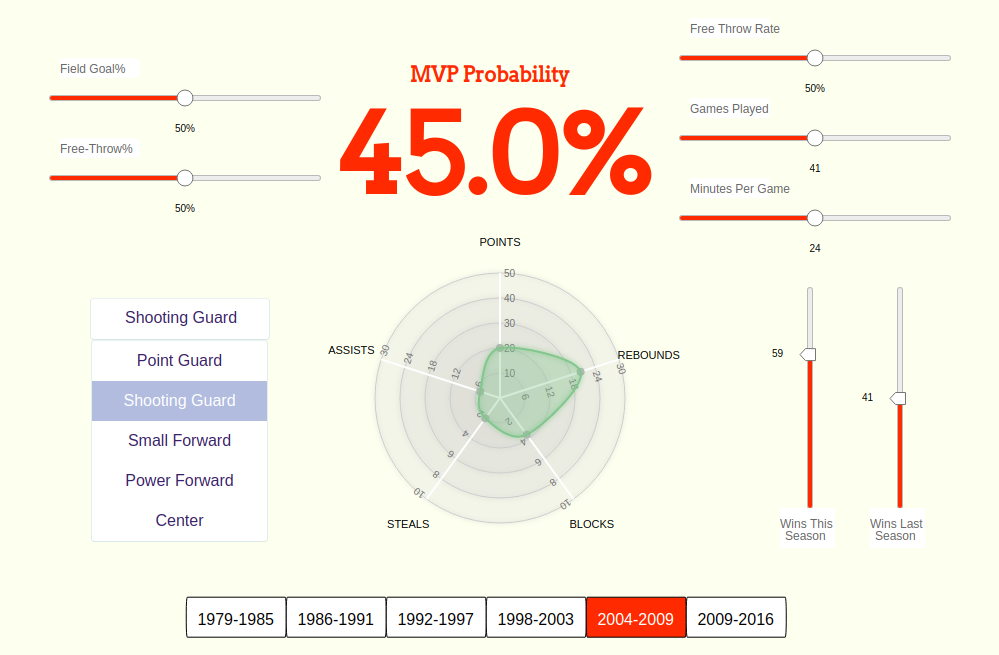 Field Goal%
50%
Free-Throw%
50%
MVP Probability
45.0%
Free Throw Rate
50%
Games Played
41
Minutes Per Game
24
Shooting Guard
Point Guard
Shooting Guard
Small Forward
Power Forward
Center
POINTS
50
40
30
20
10
REBOUNDS
30
24
18
12
6
BLOCKS
10
8
6
4
2
STEALS
10
8
6
4
2
ASSISTS
30
24
18
12
6
59
Wins This
Season
41
Wins Last
Season
1979-1985
1986-1991
1992-1997
1998-2003
2004-2009
2009-2016